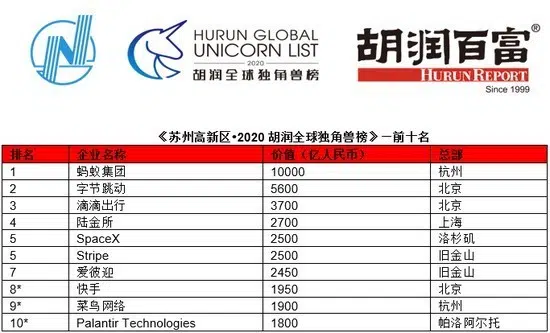 HURUN GLOBAL
UNICORN LIST
2020
胡润全球独角兽榜
胡润百富®
HURUN REPORT
Since 1999
《苏州高新区•2020 胡润全球独角兽榜》—前十名
排名 企业名称 价值（亿人民币） 总部
1 蚂蚁集团 10000 杭州
2 字节跳动 5600 北京
3 滴滴出行 3700 北京
4 陆金所 2700 上海
5 SpaceX 2500 洛杉矶
5 Stripe 2500 旧金山
7 爱彼迎 2450 旧金山
8* 快手 1950 北京
9* 菜鸟网络 1900 杭州
10* Palantir Technologies 1800 帕洛阿尔托